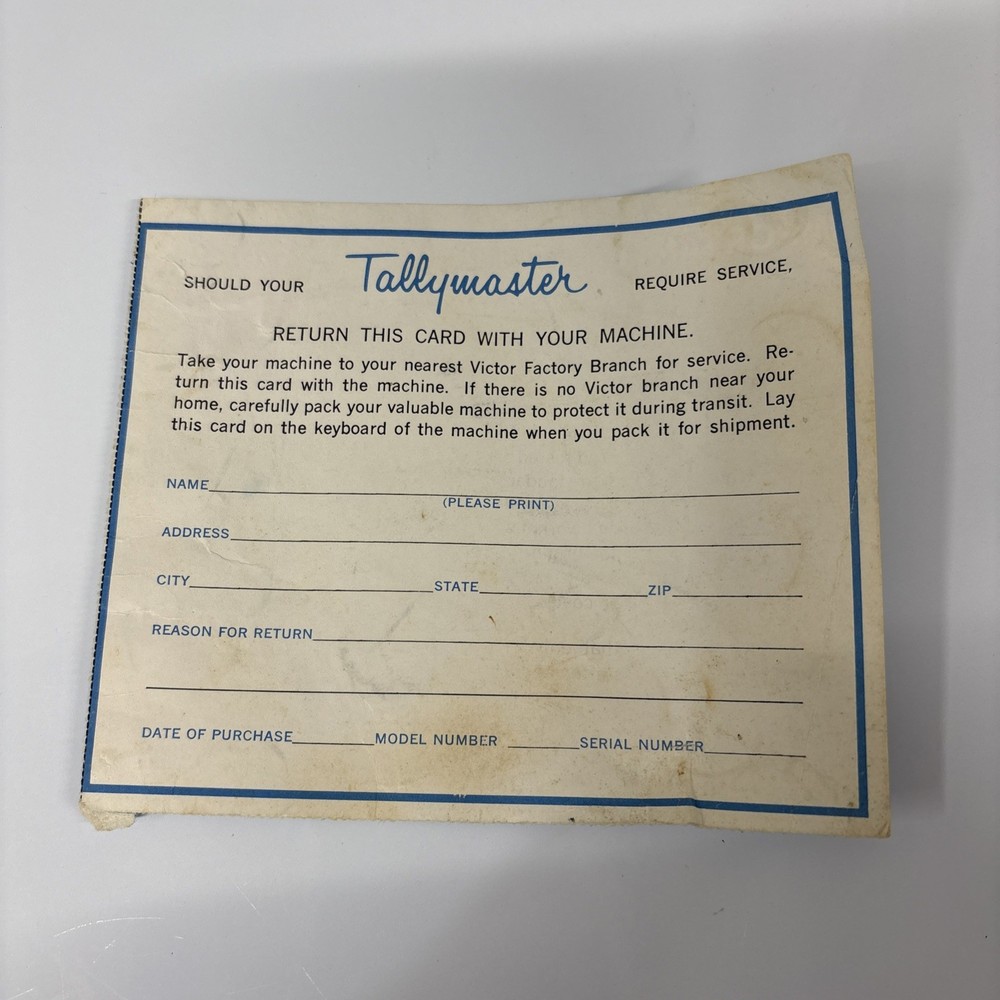 SHOULD YOUR Tallymaster REQUIRE SERVICE,
RETURN THIS CARD WITH YOUR MACHINE.
Take your machine to your nearest Victor Factory Branch for service. Re-
turn this card with the machine. If there is no Victor branch near your
home, carefully pack your valuable machine to protect it during transit. Lay
this card on the keyboard of the machine when you pack it for shipment.
NAME
(PLEASE PRINT)
ADDRESS
CITY STATE ZIP
REASON FOR RETURN
DATE OF PURCHASE MODEL NUMBER SERIAL NUMBER